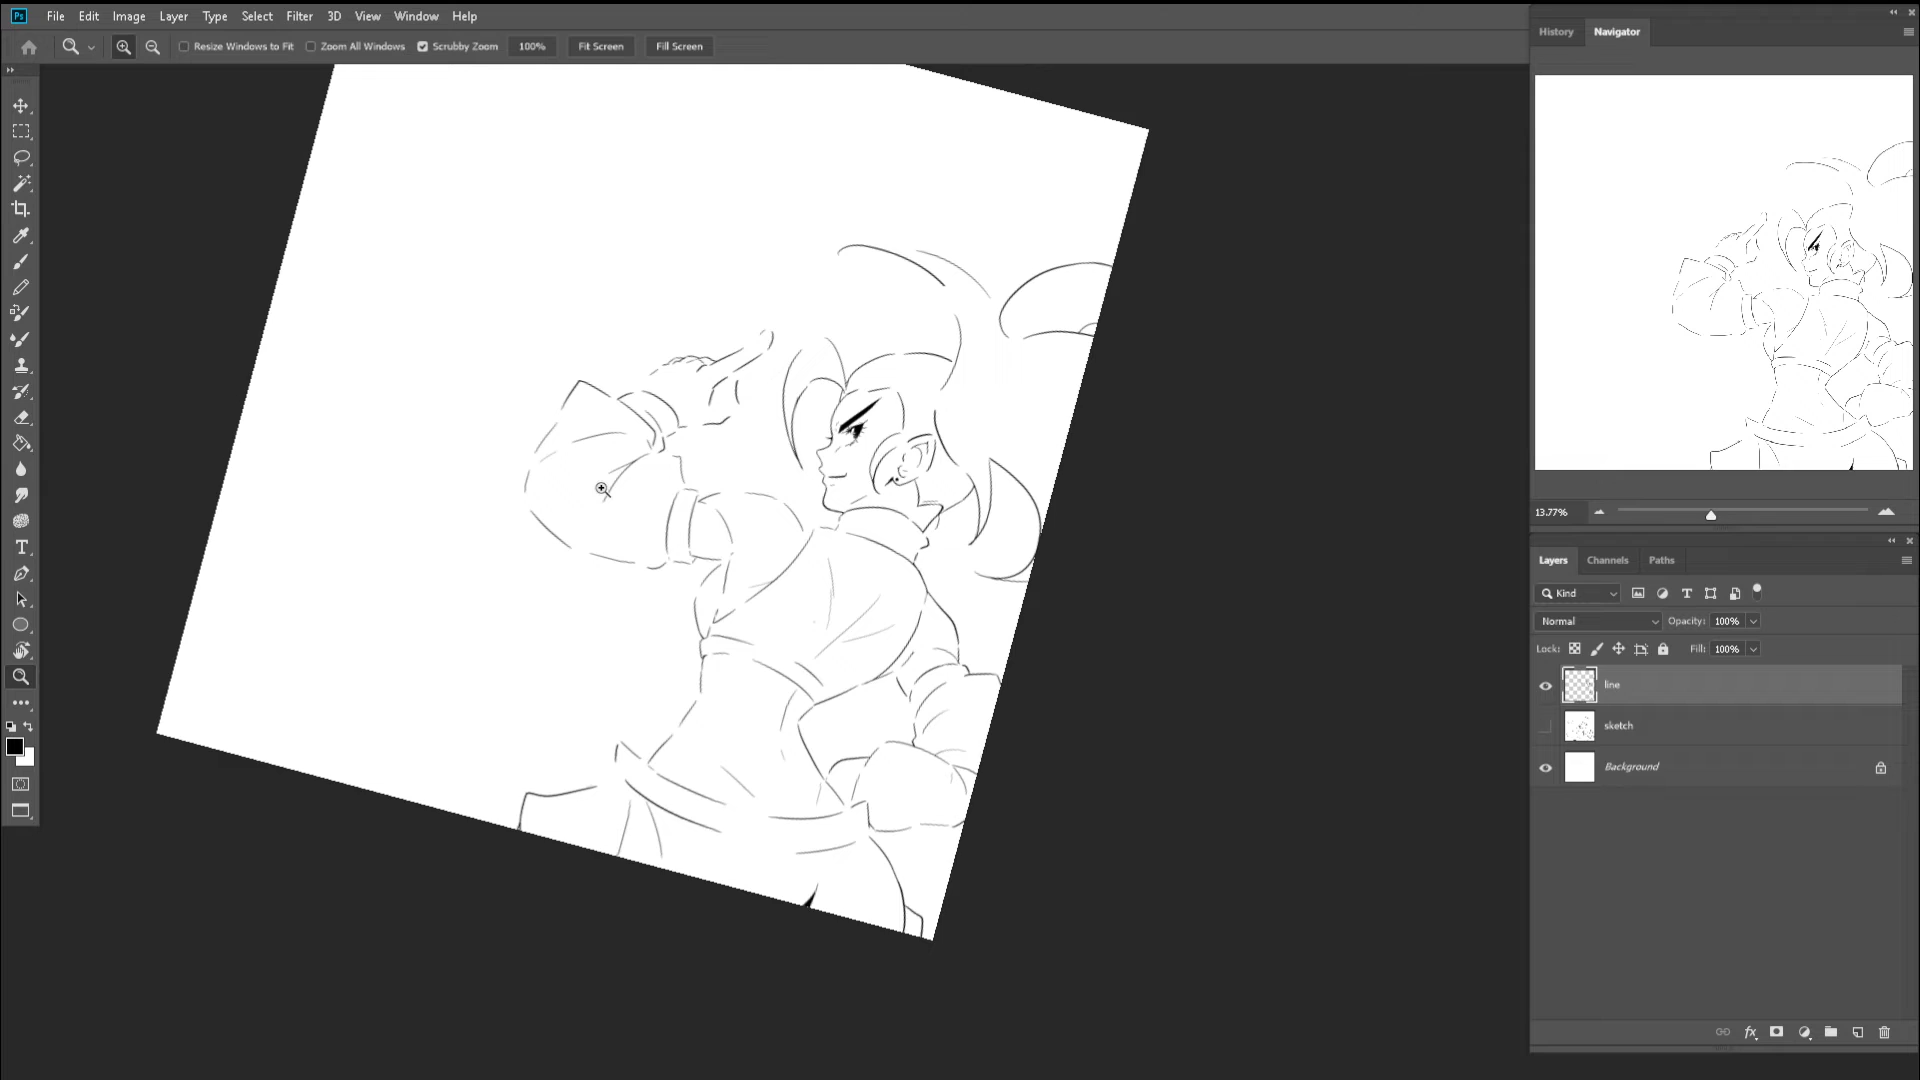 Ps File Edit Image Layer Type Select Filter 3D View Window Help
Resize Windows to Fit Zoom All Windows Scrubby Zoom 100% Fit Screen Fill Screen
History Navigator
13.77%
Layers Channels Paths
Kind
Normal Opacity: 100%
Lock: Fill: 100%
line
sketch
Background